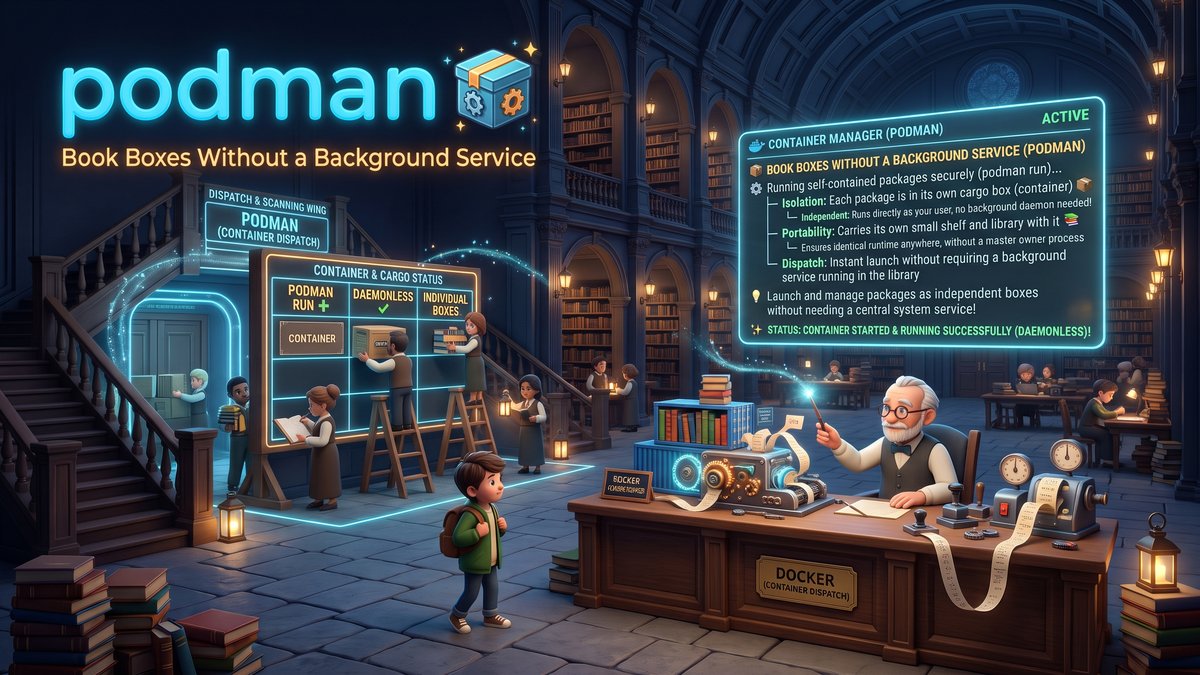 podman
Book Boxes Without a Background Service
DISPATCH & SCANNING WING
PODMAN
(CONTAINER DISPATCH)
CONTAINER & CARGO STATUS
PODMAN
RUN +
DAEMONLESS
✓
INDIVIDUAL
BOXES
CONTAINER
CONTAINER MANAGER (PODMAN)
ACTIVE
BOOK BOXES WITHOUT A BACKGROUND SERVICE (PODMAN)
Running self-contained packages securely (podman run)...
Isolation: Each package is in its own cargo box (container)
Independent: Runs directly as your user, no background daemon needed!
Portability: Carries its own small shelf and library with it
Ensures identical runtime anywhere, without a master owner process
Dispatch: Instant launch without requiring a background
service running in the library
Launch and manage packages as independent boxes
without needing a central system service!
STATUS: CONTAINER STARTED & RUNNING SUCCESSFULLY (DAEMONLESS)!
DOCKER
(CONTAINER DISPATCH)